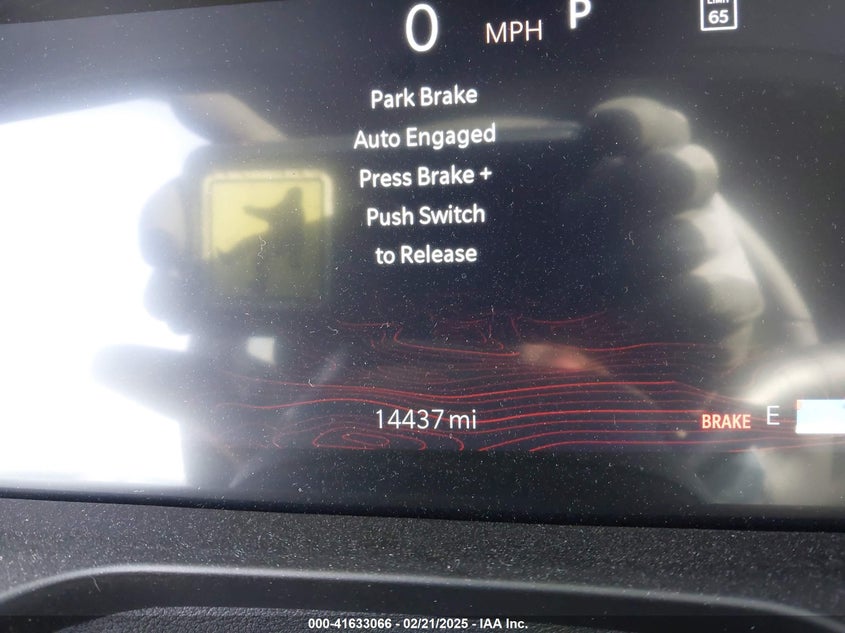 0 MPH P
LIMIT
65
Park Brake
Auto Engaged
Press Brake +
Push Switch
to Release
14437 mi
BRAKE E
000-41633066 - 02/21/2025 - IAA Inc.